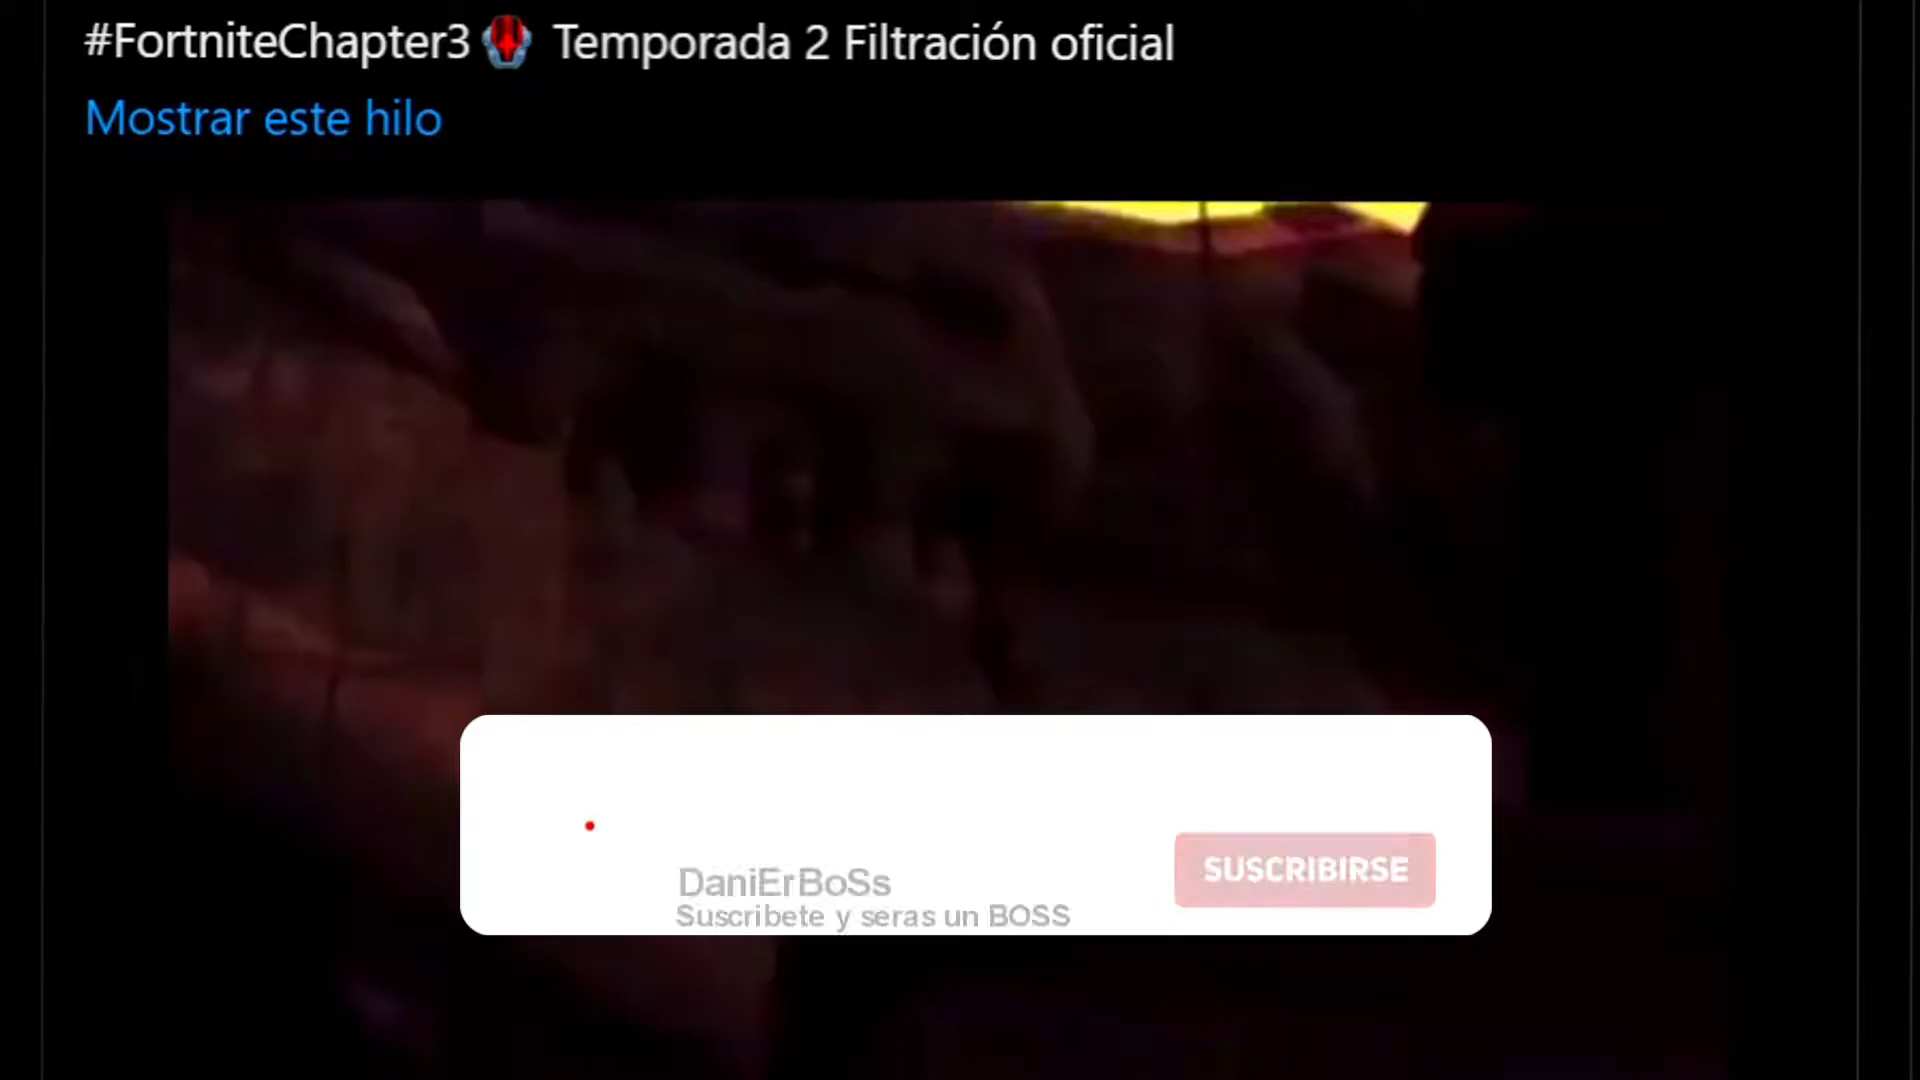 #FortniteChapter3 Temporada 2 Filtración oficial
Mostrar este hilo
DaniErBoSs
Suscribete y seras un BOSS
SUSCRIBIRSE